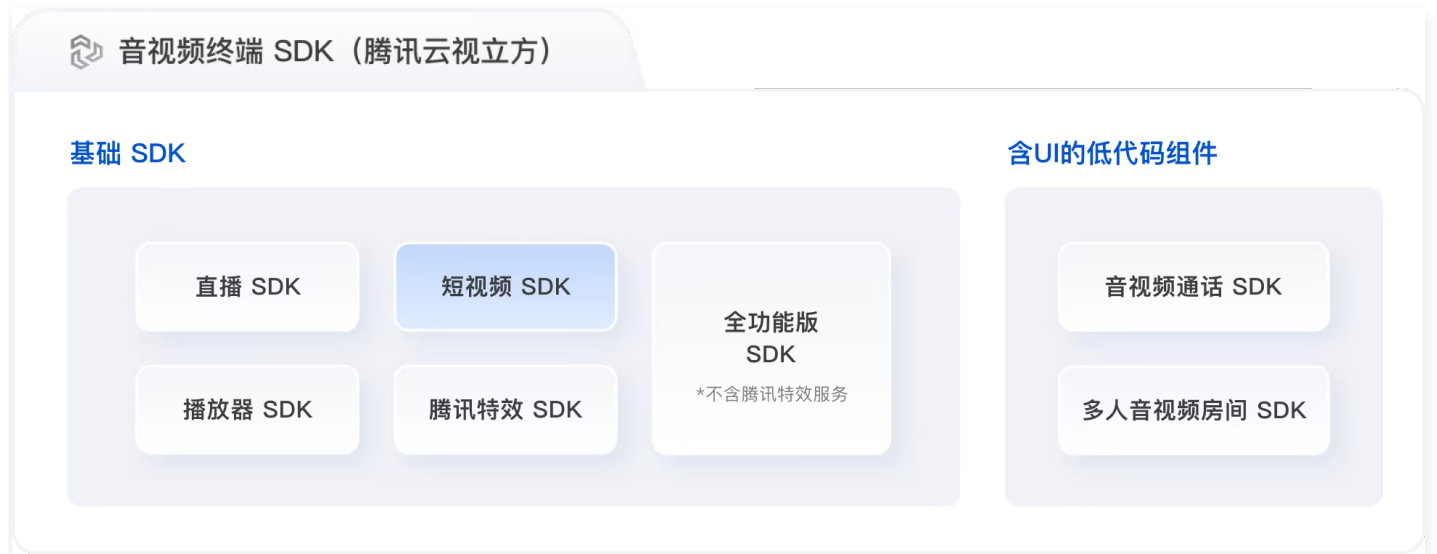 音视频终端 SDK（腾讯云视立方）
基础 SDK
直播 SDK
短视频 SDK
全功能版
SDK
*不含腾讯特效服务
播放器 SDK
腾讯特效 SDK
含UI的低代码组件
音视频通话 SDK
多人音视频房间 SDK